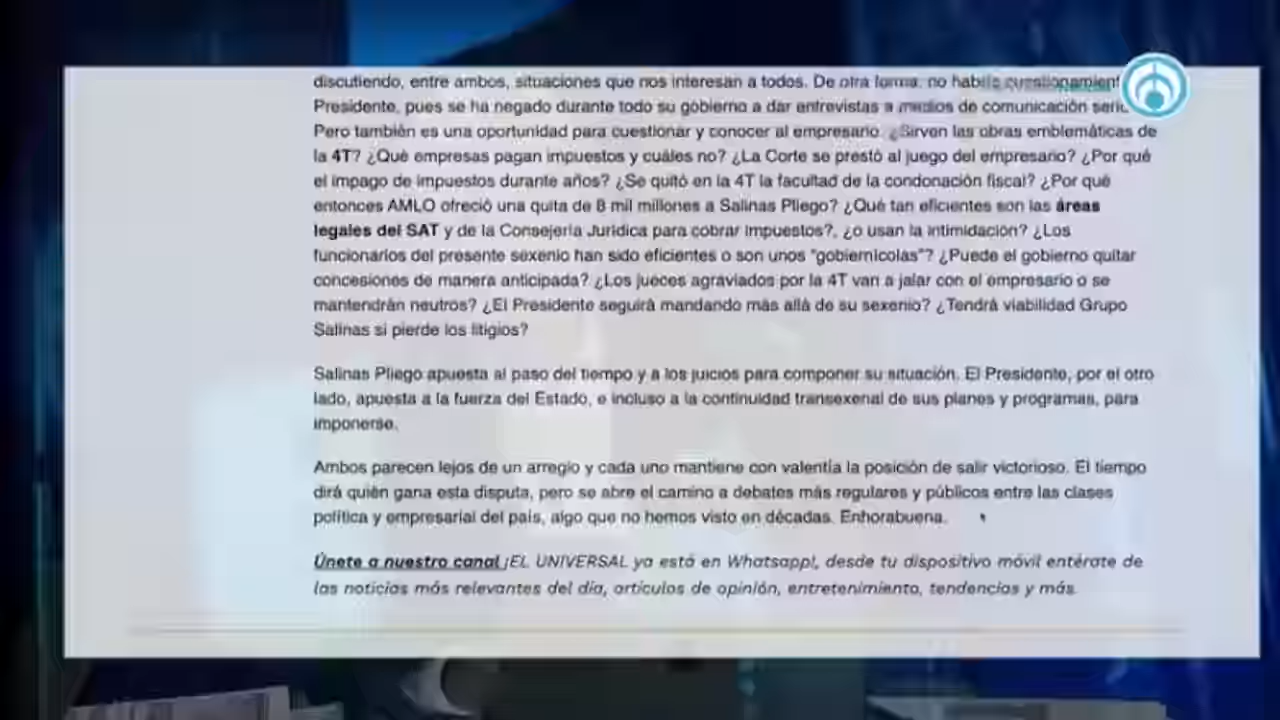 discutiendo, entre ambos, situaciones que nos interesan a todos. De otra forma, no habría cuestionamient
Presidente, pues se ha negado durante todo su gobierno a dar entrevistas a medios de comunicación seric
Pero también es una oportunidad para cuestionar y conocer al empresario. ¿Sirven las obras emblemáticas de
la 4T? ¿Qué empresas pagan impuestos y cuáles no? ¿La Corte se prestó al juego del empresario? ¿Por qué
el impago de impuestos durante años? ¿Se quitó en la 4T la facultad de la condonación fiscal? ¿Por qué
entonces AMLO ofreció una quita de 8 mil millones a Salinas Pliego? ¿Qué tan eficientes son las áreas
legales del SAT y de la Consejería Jurídica para cobrar impuestos?, ¿o usan la intimidación? ¿Los
funcionarios del presente sexenio han sido eficientes o son unos "gobiernícolas"? ¿Puede el gobierno quitar
concesiones de manera anticipada? ¿Los jueces agraviados por la 4T van a jalar con el empresario o se
mantendrán neutros? ¿El Presidente seguirá mandando más allá de su sexenio? ¿Tendrá viabilidad Grupo
Salinas si pierde los litigios?
Salinas Pliego apuesta al paso del tiempo y a los juicios para componer su situación. El Presidente, por el otro
lado, apuesta a la fuerza del Estado, e incluso a la continuidad transexenal de sus planes y programas, para
imponerse.
Ambos parecen lejos de un arreglo y cada uno mantiene con valentía la posición de salir victorioso. El tiempo
dirá quién gana esta disputa, pero se abre el camino a debates más regulares y públicos entre las clases
política y empresarial del país, algo que no hemos visto en décadas. Enhorabuena.
Únete a nuestro canal ¡EL UNIVERSAL ya está en Whatsapp!, desde tu dispositivo móvil entérate de
las noticias más relevantes del día, artículos de opinión, entretenimiento, tendencias y más.